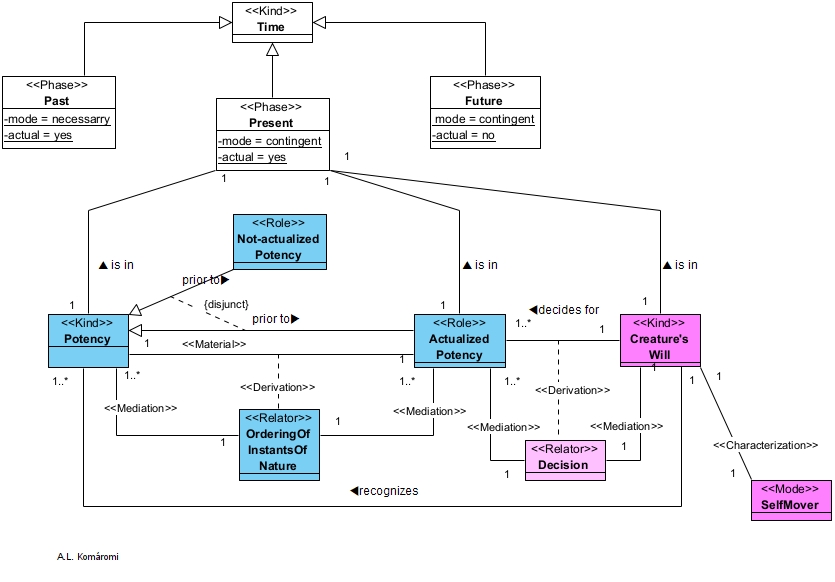 <<Kind>>
Time
<<Phase>>
Past
-mode = necessarry
-actual = yes
<<Phase>>
Present
-mode = contingent
-actual = yes
<<Phase>>
Future
mode = contingent
-actual = no
1
1
1
<<Role>>
Not-actualized
Potency
▲ is in
▲ is in
▲ is in
prior to▶
{disjunct}
prior to▶
◀decides for
1
1
1
<<Kind>>
Potency
<<Role>>
Actualized
Potency
<<Kind>>
Creature's
Will
1..*
1
1
<<Material>>
1
1
1..*
1..*
1..*
1..*
1
1
<<Derivation>>
<<Derivation>>
<<Mediation>>
<<Mediation>>
<<Mediation>>
<<Mediation>>
<<Relator>>
OrderingOf
InstantsOf
Nature
1
1
<<Relator>>
Decision
1
1
<<Characterization>>
1
◀recognizes
<<Mode>>
SelfMover
A.L. Komáromi